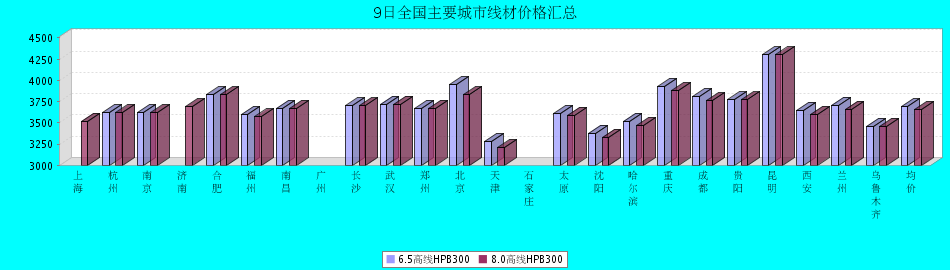 9日全国主要城市线材价格汇总
4500
4250
4000
3750
3500
3250
3000
上海 杭州 南京 济南 合肥 福州 南昌 广州 长沙 武汉 郑州 北京 天津 石家庄 太原 沈阳 哈尔滨 重庆 成都 贵阳 昆明 西安 兰州 乌鲁木齐 均价
6.5高线HPB300 8.0高线HPB300